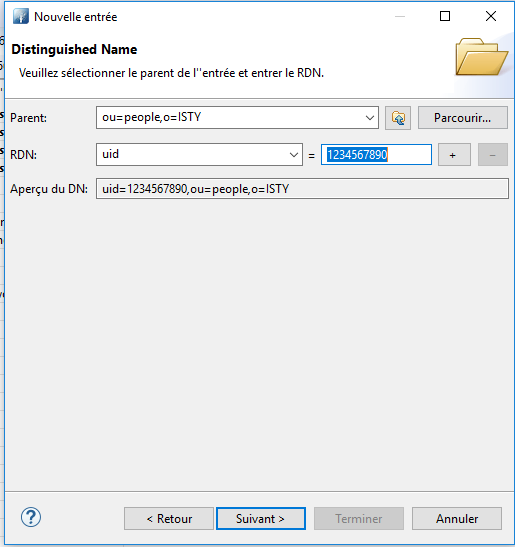 Nouvelle entrée
Distinguished Name
Veuillez sélectionner le parent de l''entrée et entrer le RDN.
Parent: ou=people,o=ISTY Parcourir...
RDN: uid = 1234567890 + −
Aperçu du DN: uid=1234567890,ou=people,o=ISTY
? < Retour Suivant > Terminer Annuler